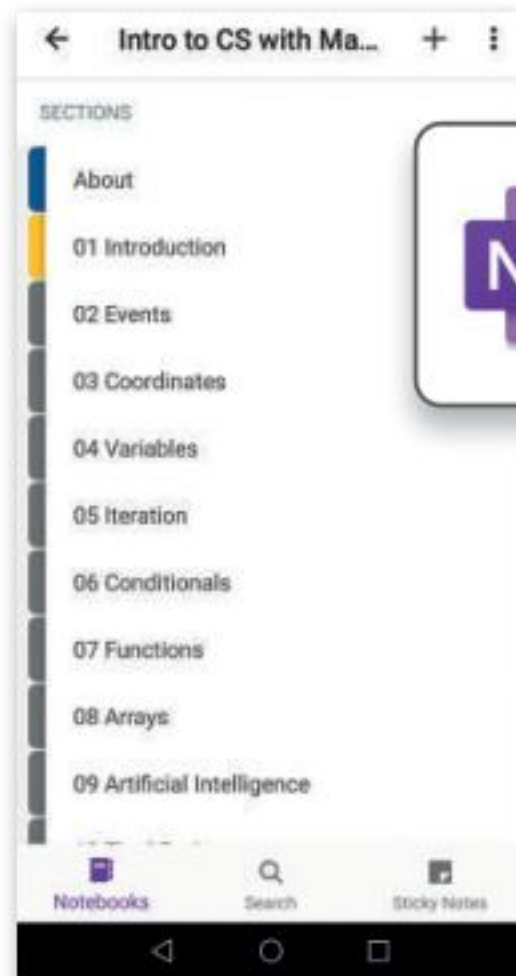 Intro to CS with Ma...
SECTIONS
About
01 Introduction
02 Events
03 Coordinates
04 Variables
05 Iteration
06 Conditionals
07 Functions
08 Arrays
09 Artificial Intelligence
N
Notebooks
Search
Sticky Notes